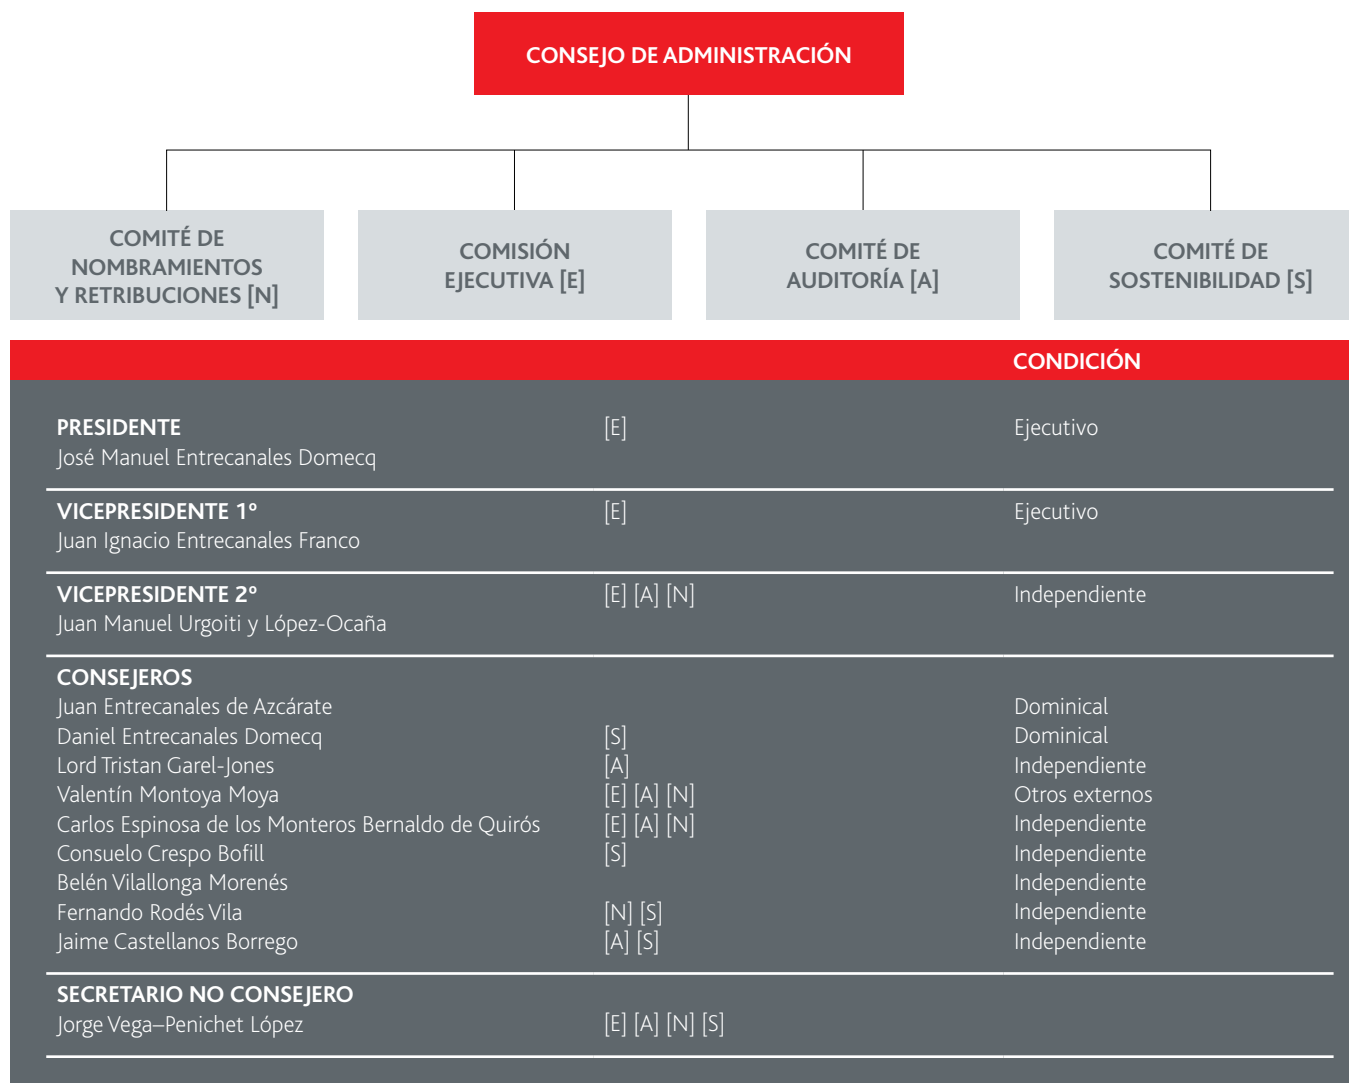 CONSEJO DE ADMINISTRACIÓN
COMITÉ DE
NOMBRAMIENTOS
Y RETRIBUCIONES [N]
COMISIÓN
EJECUTIVA [E]
COMITÉ DE
AUDITORÍA [A]
COMITÉ DE
SOSTENIBILIDAD [S]
CONDICIÓN
PRESIDENTE [E] Ejecutivo
José Manuel Entrecanales Domecq
VICEPRESIDENTE 1º [E] Ejecutivo
Juan Ignacio Entrecanales Franco
VICEPRESIDENTE 2º [E] [A] [N] Independiente
Juan Manuel Urgoiti y López-Ocaña
CONSEJEROS
Juan Entrecanales de Azcárate Dominical
Daniel Entrecanales Domecq [S] Dominical
Lord Tristan Garel-Jones [A] Independiente
Valentín Montoya Moya [E] [A] [N] Otros externos
Carlos Espinosa de los Monteros Bernaldo de Quirós [E] [A] [N] Independiente
Consuelo Crespo Bofill [S] Independiente
Belén Vilallonga Morenés Independiente
Fernando Rodés Vila [N] [S] Independiente
Jaime Castellanos Borrego [A] [S] Independiente
SECRETARIO NO CONSEJERO
Jorge Vega–Penichet López [E] [A] [N] [S]